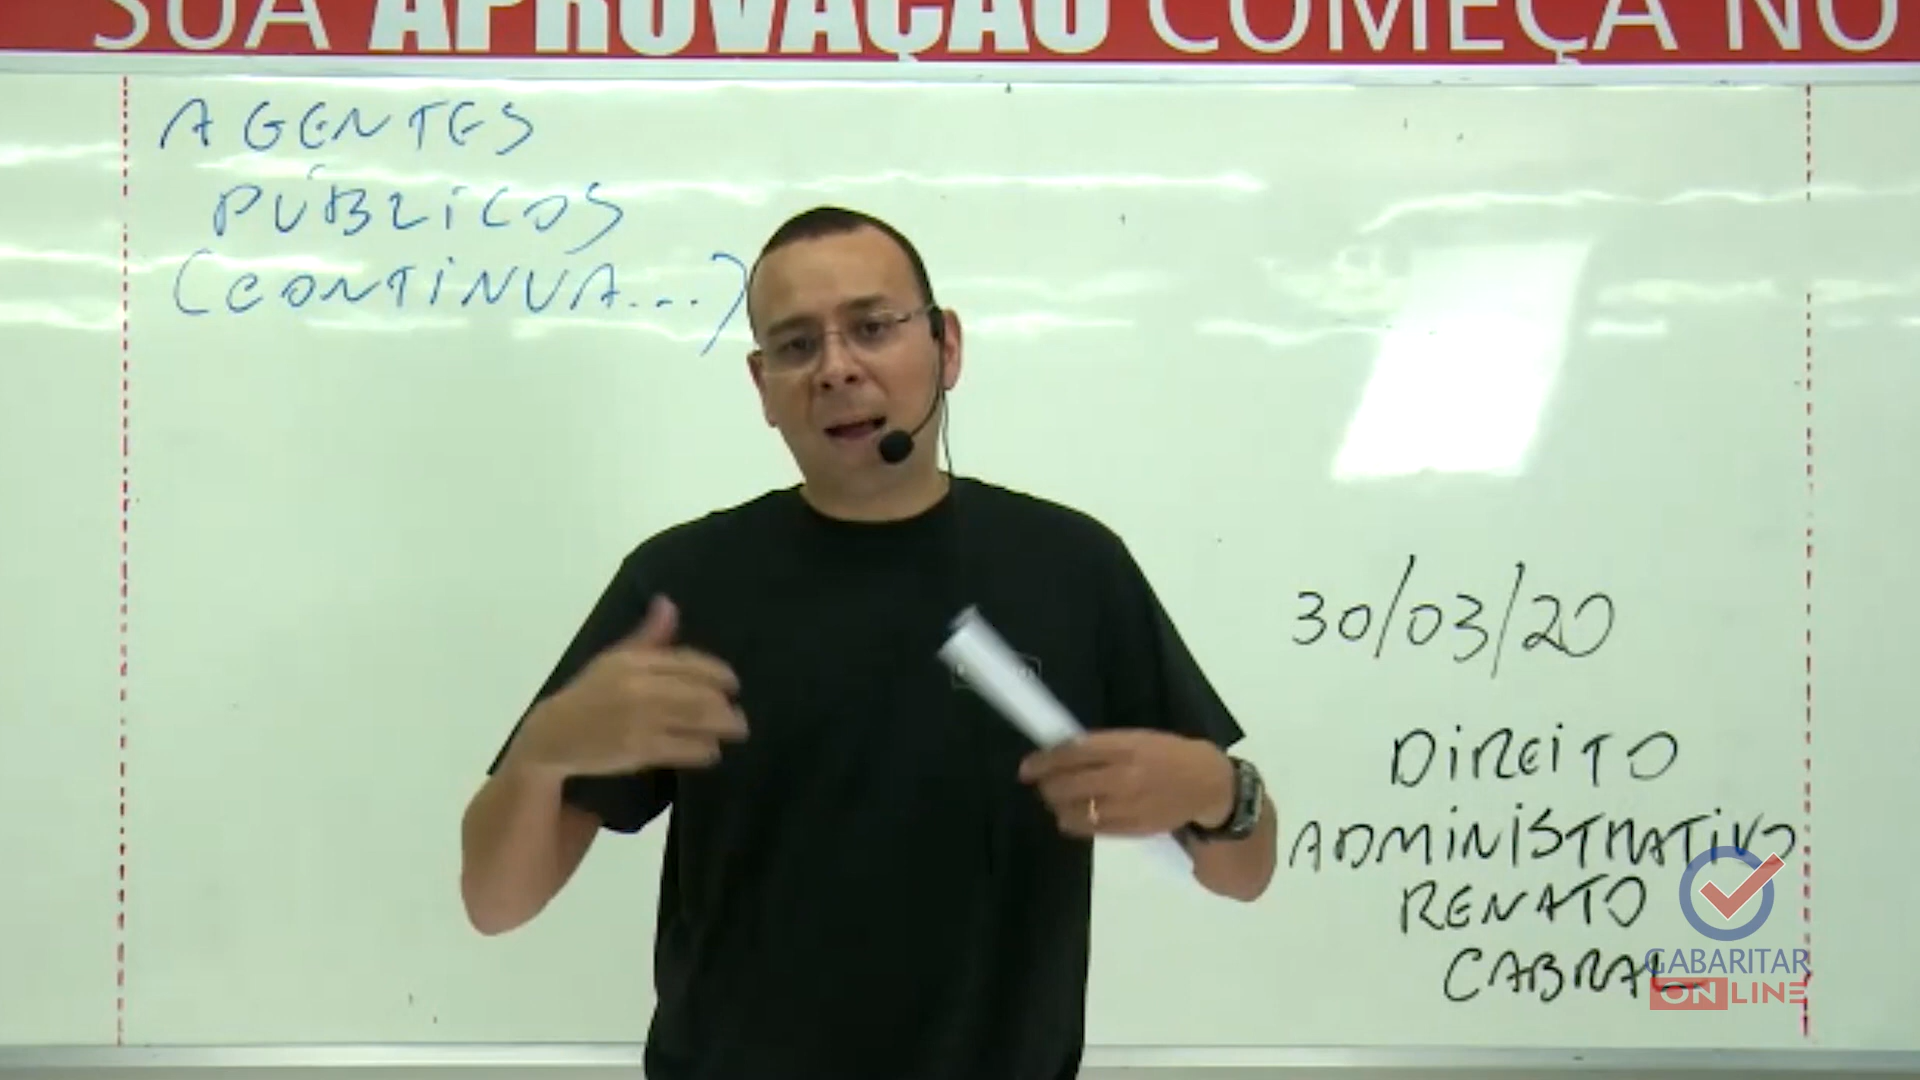 SUA APROVAÇÃO COMEÇA NO
AGENTES
PÚBLICOS
(CONTINUA...)
30/03/20
DIREITO
ADMINISTRATIVO
RENATO
CABRAL
GABARITAR
ONLINE